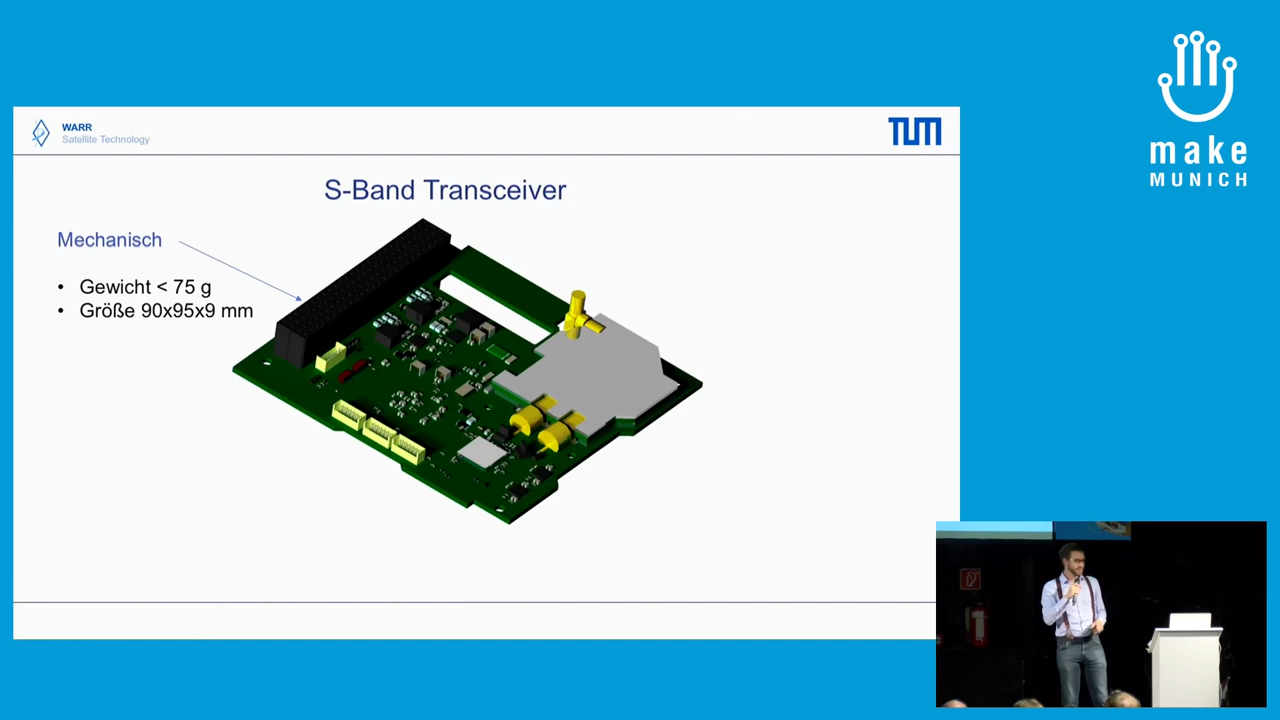 WARR
Satellite Technology
TUM
S-Band Transceiver
Mechanisch
• Gewicht < 75 g
• Größe 90x95x9 mm
make
MUNICH